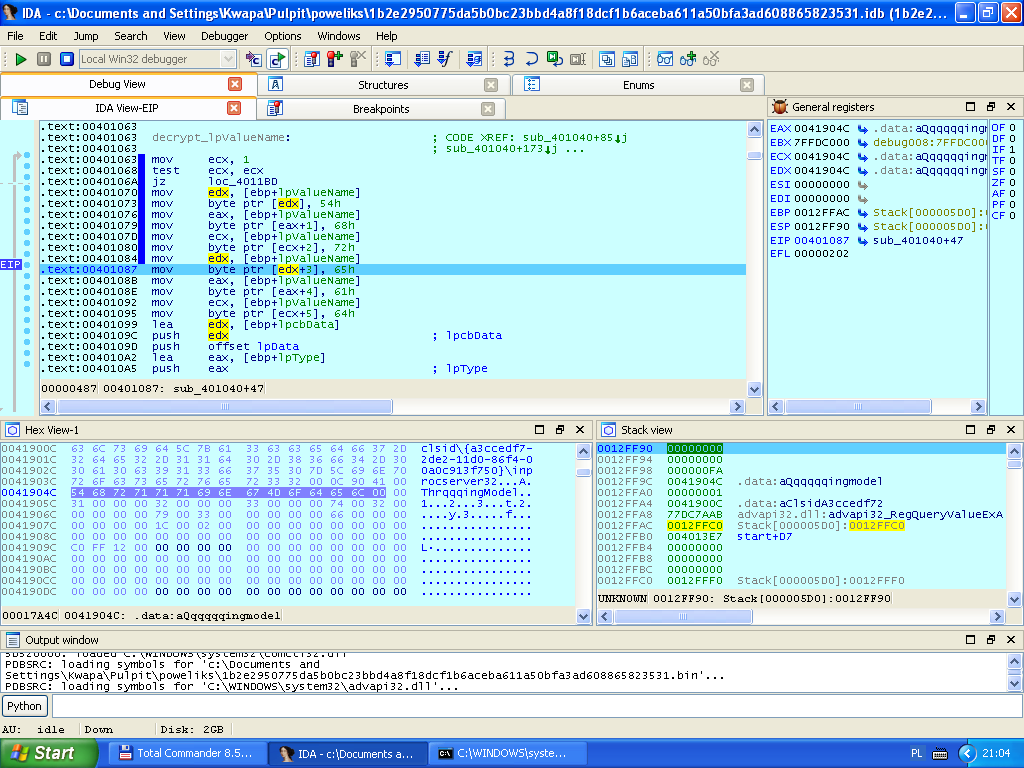 IDA - c:\Documents and Settings\Kwapa\Pulpit\poweliks\1b2e2950775da5b0bc23bbd4a8f18dcf1b6aceba611a50bfa3ad608865823531.idb (1b2e2...
File Edit Jump Search View Debugger Options Windows Help
Local Win32 debugger
Debug View Structures Enums
IDA View-EIP Breakpoints
.text:00401063
.text:00401063 decrypt_lpValueName: ; CODE XREF: sub_401040+85↓j
.text:00401063 ; sub_401040+173↓j ...
.text:00401063 mov ecx, 1
.text:00401068 test ecx, ecx
.text:0040106A jz loc_4011BD
.text:00401070 mov edx, [ebp+lpValueName]
.text:00401073 mov byte ptr [edx], 54h
.text:00401076 mov eax, [ebp+lpValueName]
.text:00401079 mov byte ptr [eax+1], 68h
.text:0040107D mov ecx, [ebp+lpValueName]
.text:00401080 mov byte ptr [ecx+2], 72h
.text:00401084 mov edx, [ebp+lpValueName]
EIP .text:00401087 mov byte ptr [edx+3], 65h
.text:0040108B mov eax, [ebp+lpValueName]
.text:0040108E mov byte ptr [eax+4], 61h
.text:00401092 mov ecx, [ebp+lpValueName]
.text:00401095 mov byte ptr [ecx+5], 64h
.text:00401099 lea edx, [ebp+lpcbData]
.text:0040109C push edx ; lpcbData
.text:0040109D push offset lpData
.text:004010A2 lea eax, [ebp+lpType]
.text:004010A5 push eax ; lpType
00000487 00401087: sub_401040+47
General registers
EAX 0041904C .data:aQqqqqqingm
EBX 7FFDC000 debug008:7FFDC00
ECX 0041904C .data:aQqqqqqingm
EDX 0041904C .data:aQqqqqqingm
ESI 00000000
EDI 00000000
EBP 0012FFAC Stack[000005D0]:
ESP 0012FF90 Stack[000005D0]:
EIP 00401087 sub_401040+47
EFL 00000202
OF 0
DF 0
IF 1
TF 0
SF 0
ZF 0
AF 0
PF 0
CF 0
Hex View-1
0041900C 63 6C 73 69 64 5C 7B 61 33 63 63 65 64 66 37 2D clsid\{a3ccedf7-
0041901C 32 64 65 32 2D 31 31 64 30 2D 38 36 66 34 2D 30 2de2-11d0-86f4-0
0041902C 30 61 30 63 39 31 33 66 37 35 30 7D 5C 69 6E 70 0a0c913f750}\inp
0041903C 72 6F 63 73 65 72 76 65 72 33 32 00 0C 90 41 00 rocserver32...A.
0041904C 54 68 72 71 71 71 69 6E 67 4D 6F 64 65 6C 00 00 ThrqqqingModel..
0041905C 31 00 00 00 32 00 00 00 33 00 00 00 74 00 32 00 1...2...3...t.2.
0041906C 00 00 00 00 79 00 33 00 00 00 00 00 66 00 00 00 ....y.3.....f...
0041907C 00 00 00 00 1C 00 02 00 00 00 00 00 00 00 00 00 ................
0041908C 00 00 00 00 00 00 00 00 00 00 00 00 00 00 00 00 ................
0041909C C0 FF 12 00 00 00 00 00 00 00 00 00 00 00 00 00 L...............
004190AC 00 00 00 00 00 00 00 00 00 00 00 00 00 00 00 00 ................
004190BC 00 00 00 00 00 00 00 00 00 00 00 00 00 00 00 00 ................
004190CC 00 00 00 00 00 00 00 00 00 00 00 00 00 00 00 00 ................
004190DC 00 00 00 00 00 00 00 00 00 00 00 00 00 00 00 00 ................
00017A4C 0041904C: .data:aQqqqqqingmodel
Stack view
0012FF90 00000000
0012FF94 00000000
0012FF98 000000FA
0012FF9C 0041904C .data:aQqqqqqingmodel
0012FFA0 00000001
0012FFA4 0041900C .data:aClsidA3ccedf72
0012FFA8 77DC7AAB advapi32.dll:advapi32_RegQueryValueExA
0012FFAC 0012FFC0 Stack[000005D0]:0012FFC0
0012FFB0 004013E7 start+D7
0012FFB4 00000000
0012FFB8 00000000
0012FFBC 00000000
0012FFC0 0012FFF0 Stack[000005D0]:0012FFF0
UNKNOWN 0012FF90: Stack[000005D0]:0012FF90
Output window
5D520000: loaded C:\WINDOWS\system32\comctl32.dll
PDBSRC: loading symbols for 'c:\Documents and
Settings\Kwapa\Pulpit\poweliks\1b2e2950775da5b0bc23bbd4a8f18dcf1b6aceba611a50bfa3ad608865823531.bin'...
PDBSRC: loading symbols for 'C:\WINDOWS\system32\advapi32.dll'...
Python
AU: idle Down Disk: 2GB
Start Total Commander 8.5... IDA - c:\Documents a... C:\WINDOWS\syste... PL 21:04